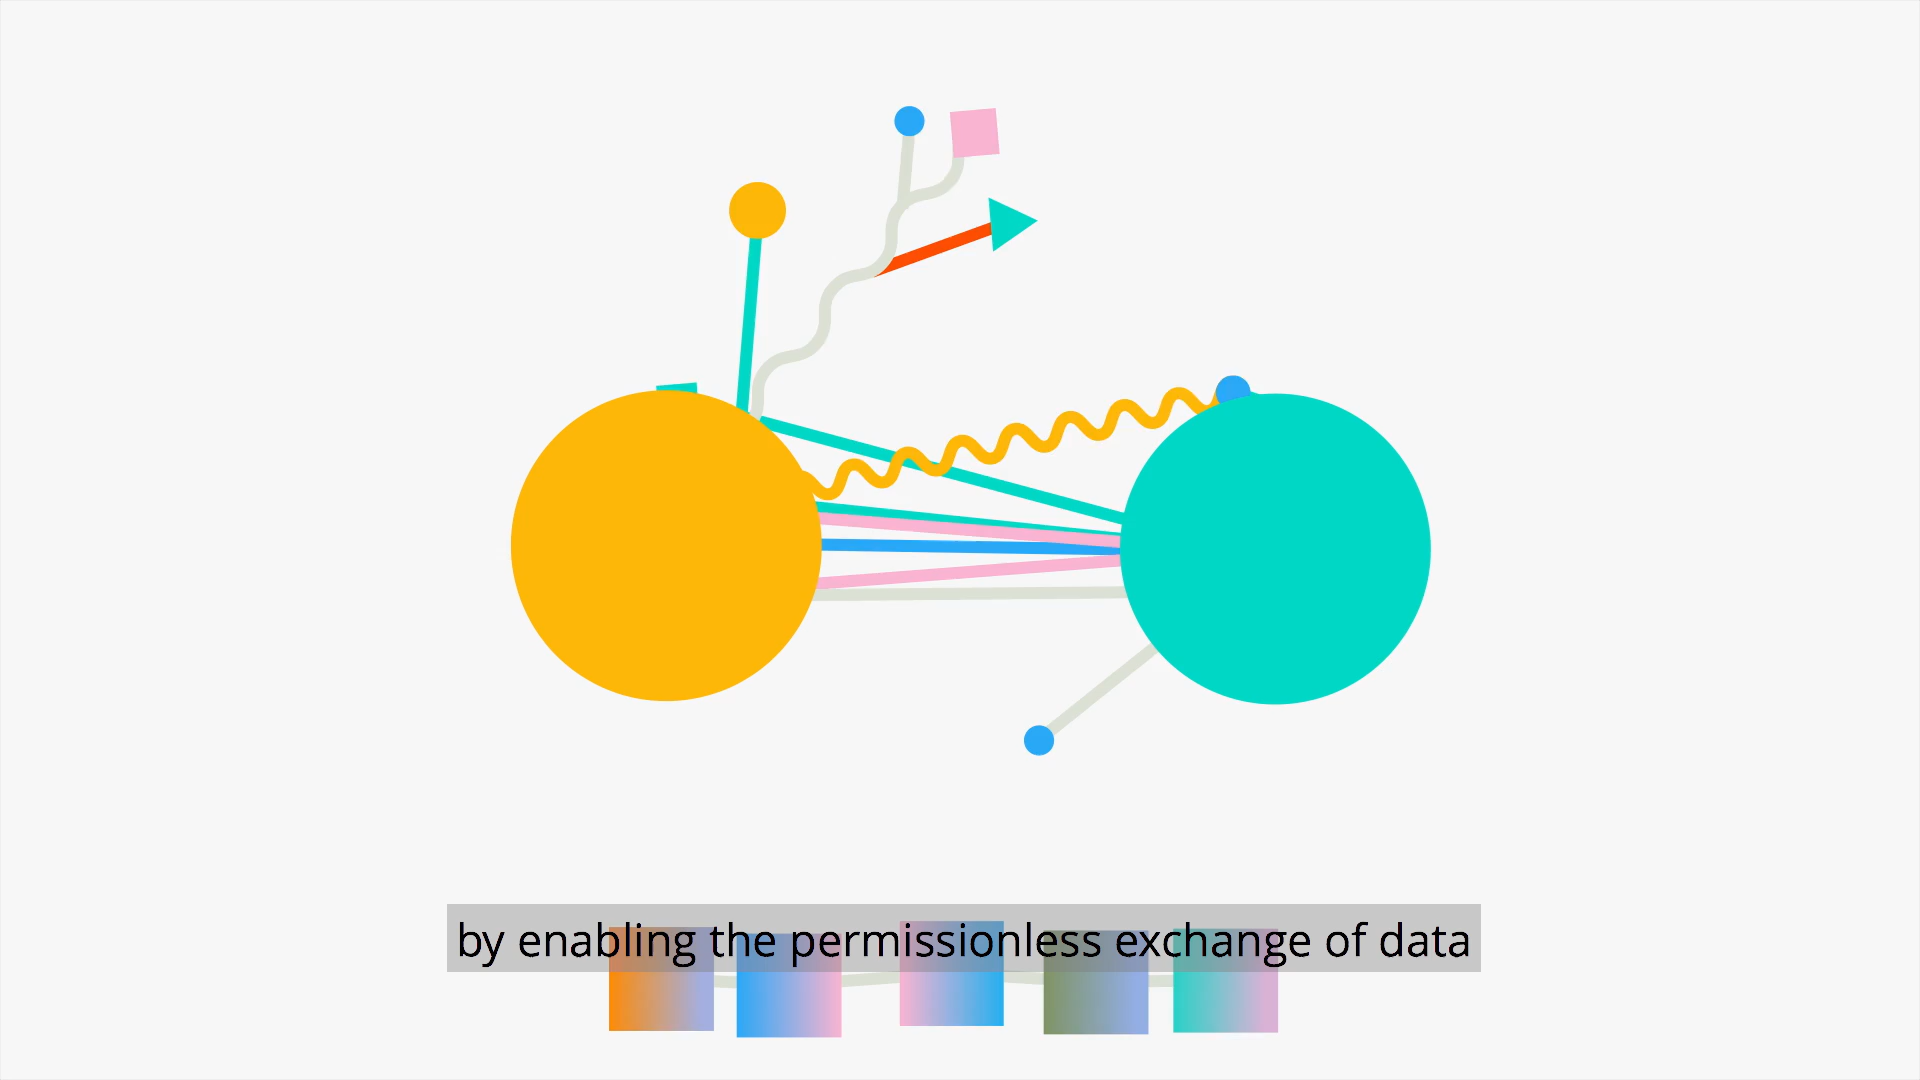 by enabling the permissionless exchange of data